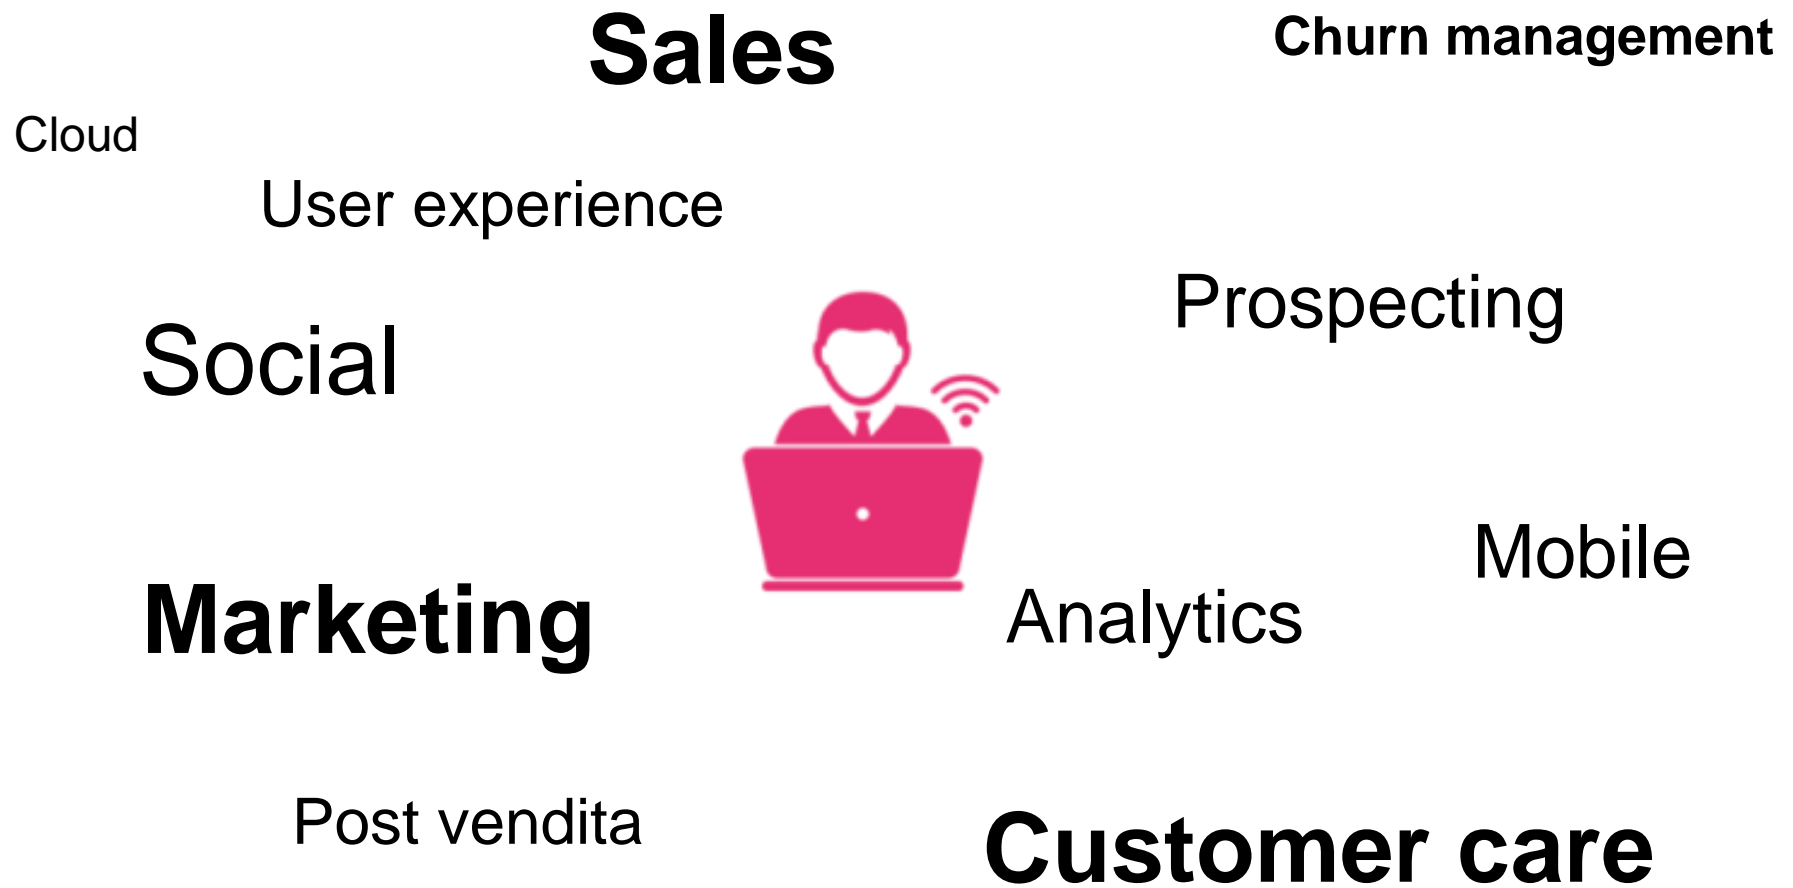 Sales
Churn management
Cloud
User experience
Prospecting
Social
Mobile
Marketing
Analytics
Post vendita
Customer care